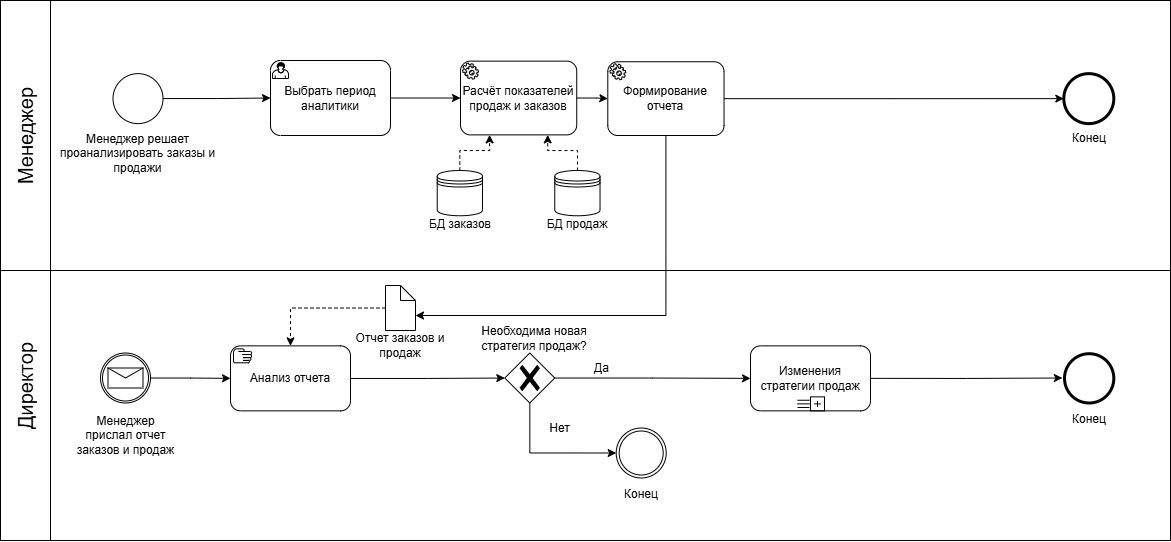 Менеджер
Менеджер решает
проанализировать заказы и
продажи
Выбрать период
аналитики
Расчёт показателей
продаж и заказов
Формирование
отчета
Конец
БД заказов
БД продаж
Директор
Менеджер
прислал отчет
заказов и продаж
Анализ отчета
Отчет заказов и
продаж
Необходима новая
стратегия продаж?
Да
Нет
Конец
Изменения
стратегии продаж
Конец